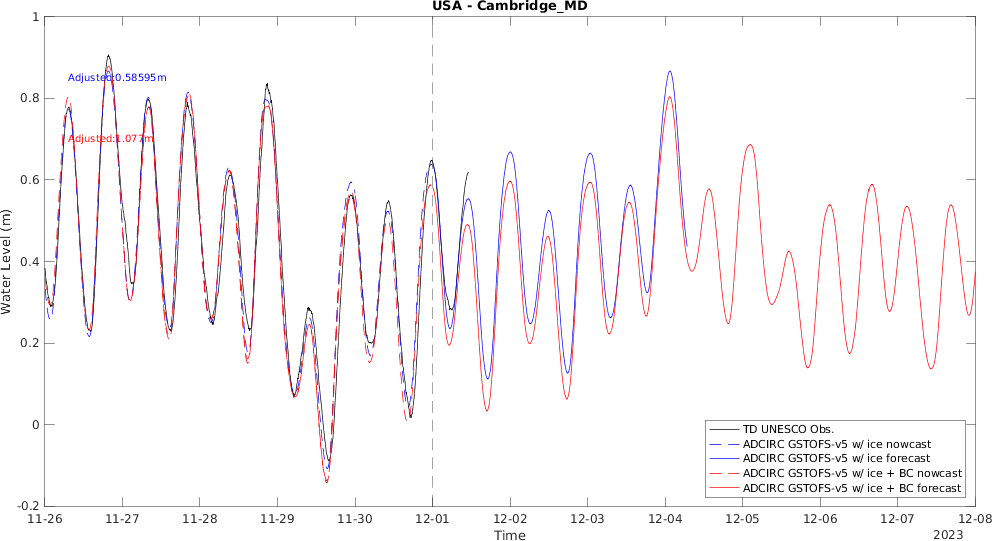 USA - Cambridge_MD
Water Level (m)
1
0.8
0.6
0.4
0.2
0
-0.2
Adjusted:0.58595m
Adjusted:1.077m
TD UNESCO Obs.
ADCIRC GSTOFS-v5 w/ ice nowcast
ADCIRC GSTOFS-v5 w/ ice forecast
ADCIRC GSTOFS-v5 w/ ice + BC nowcast
ADCIRC GSTOFS-v5 w/ ice + BC forecast
11-26 11-27 11-28 11-29 11-30 12-01 12-02 12-03 12-04 12-05 12-06 12-07 12-08
Time
2023